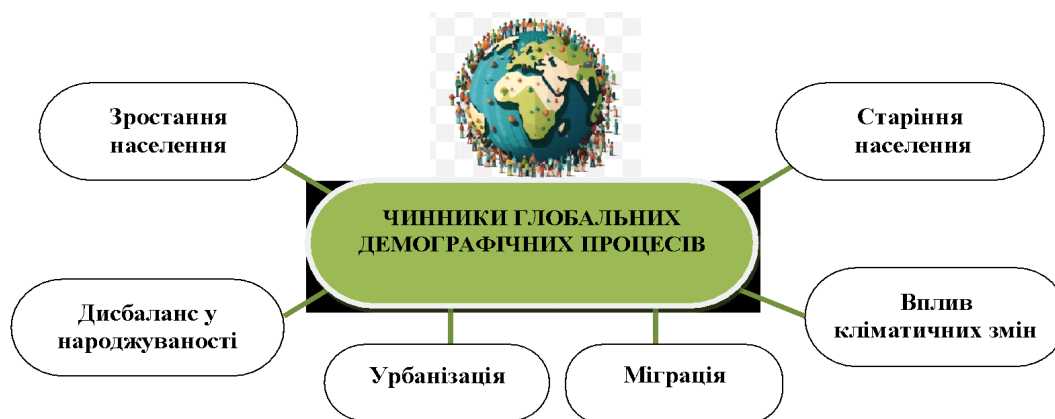 Зростання
населення
Старіння
населення
ЧИННИКИ ГЛОБАЛЬНИХ
ДЕМОГРАФІЧНИХ ПРОЦЕСІВ
Дисбаланс у
народжуваності
Вплив
кліматичних змін
Урбанізація
Міграція